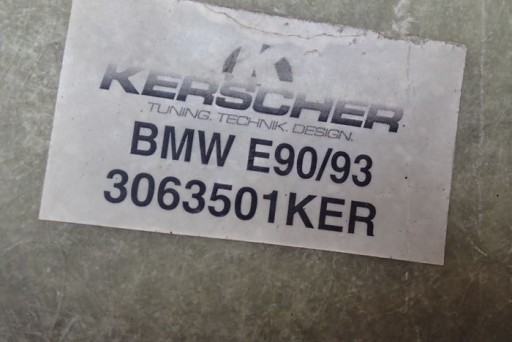 KERSCHER
TUNING. TECHNIK. DESIGN.
BMW E90/93
3063501KER